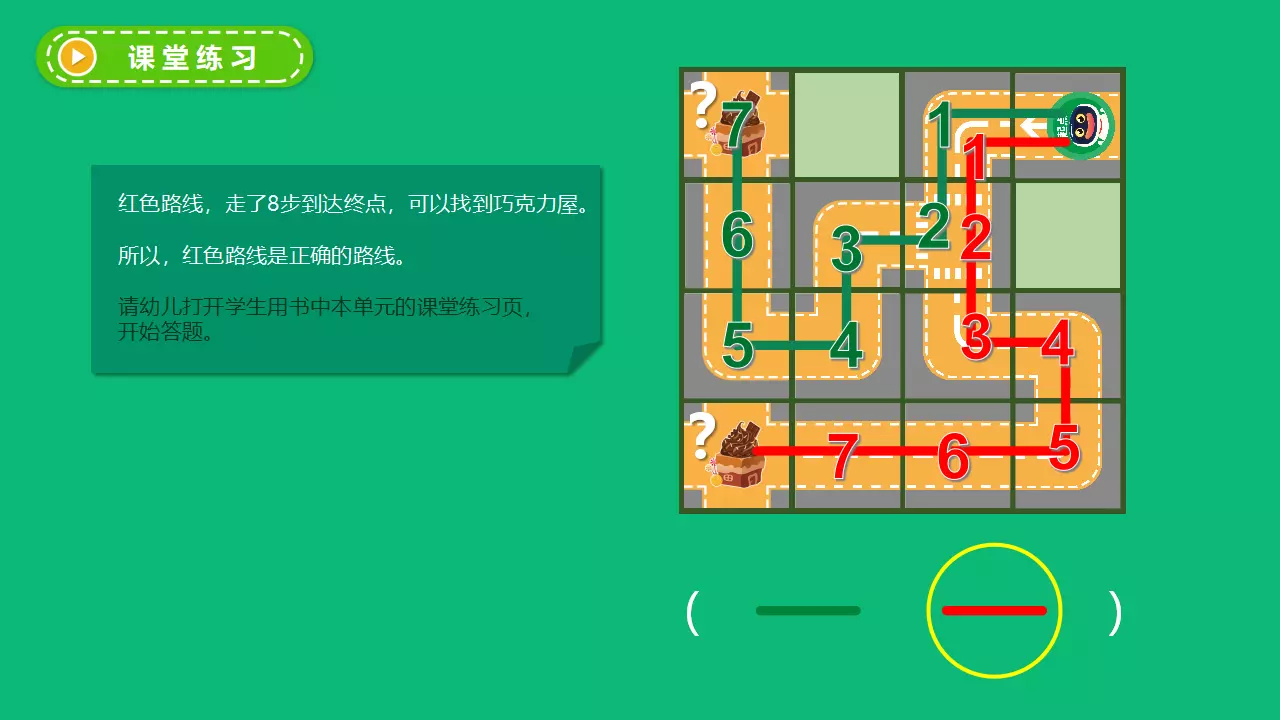 课堂练习
红色路线，走了8步到达终点，可以找到巧克力屋。
所以，红色路线是正确的路线。
请幼儿打开学生用书中本单元的课堂练习页，
开始答题。
? 7 1
1
6 3 2 2
5 4 3 4
? 7 6 5
( )